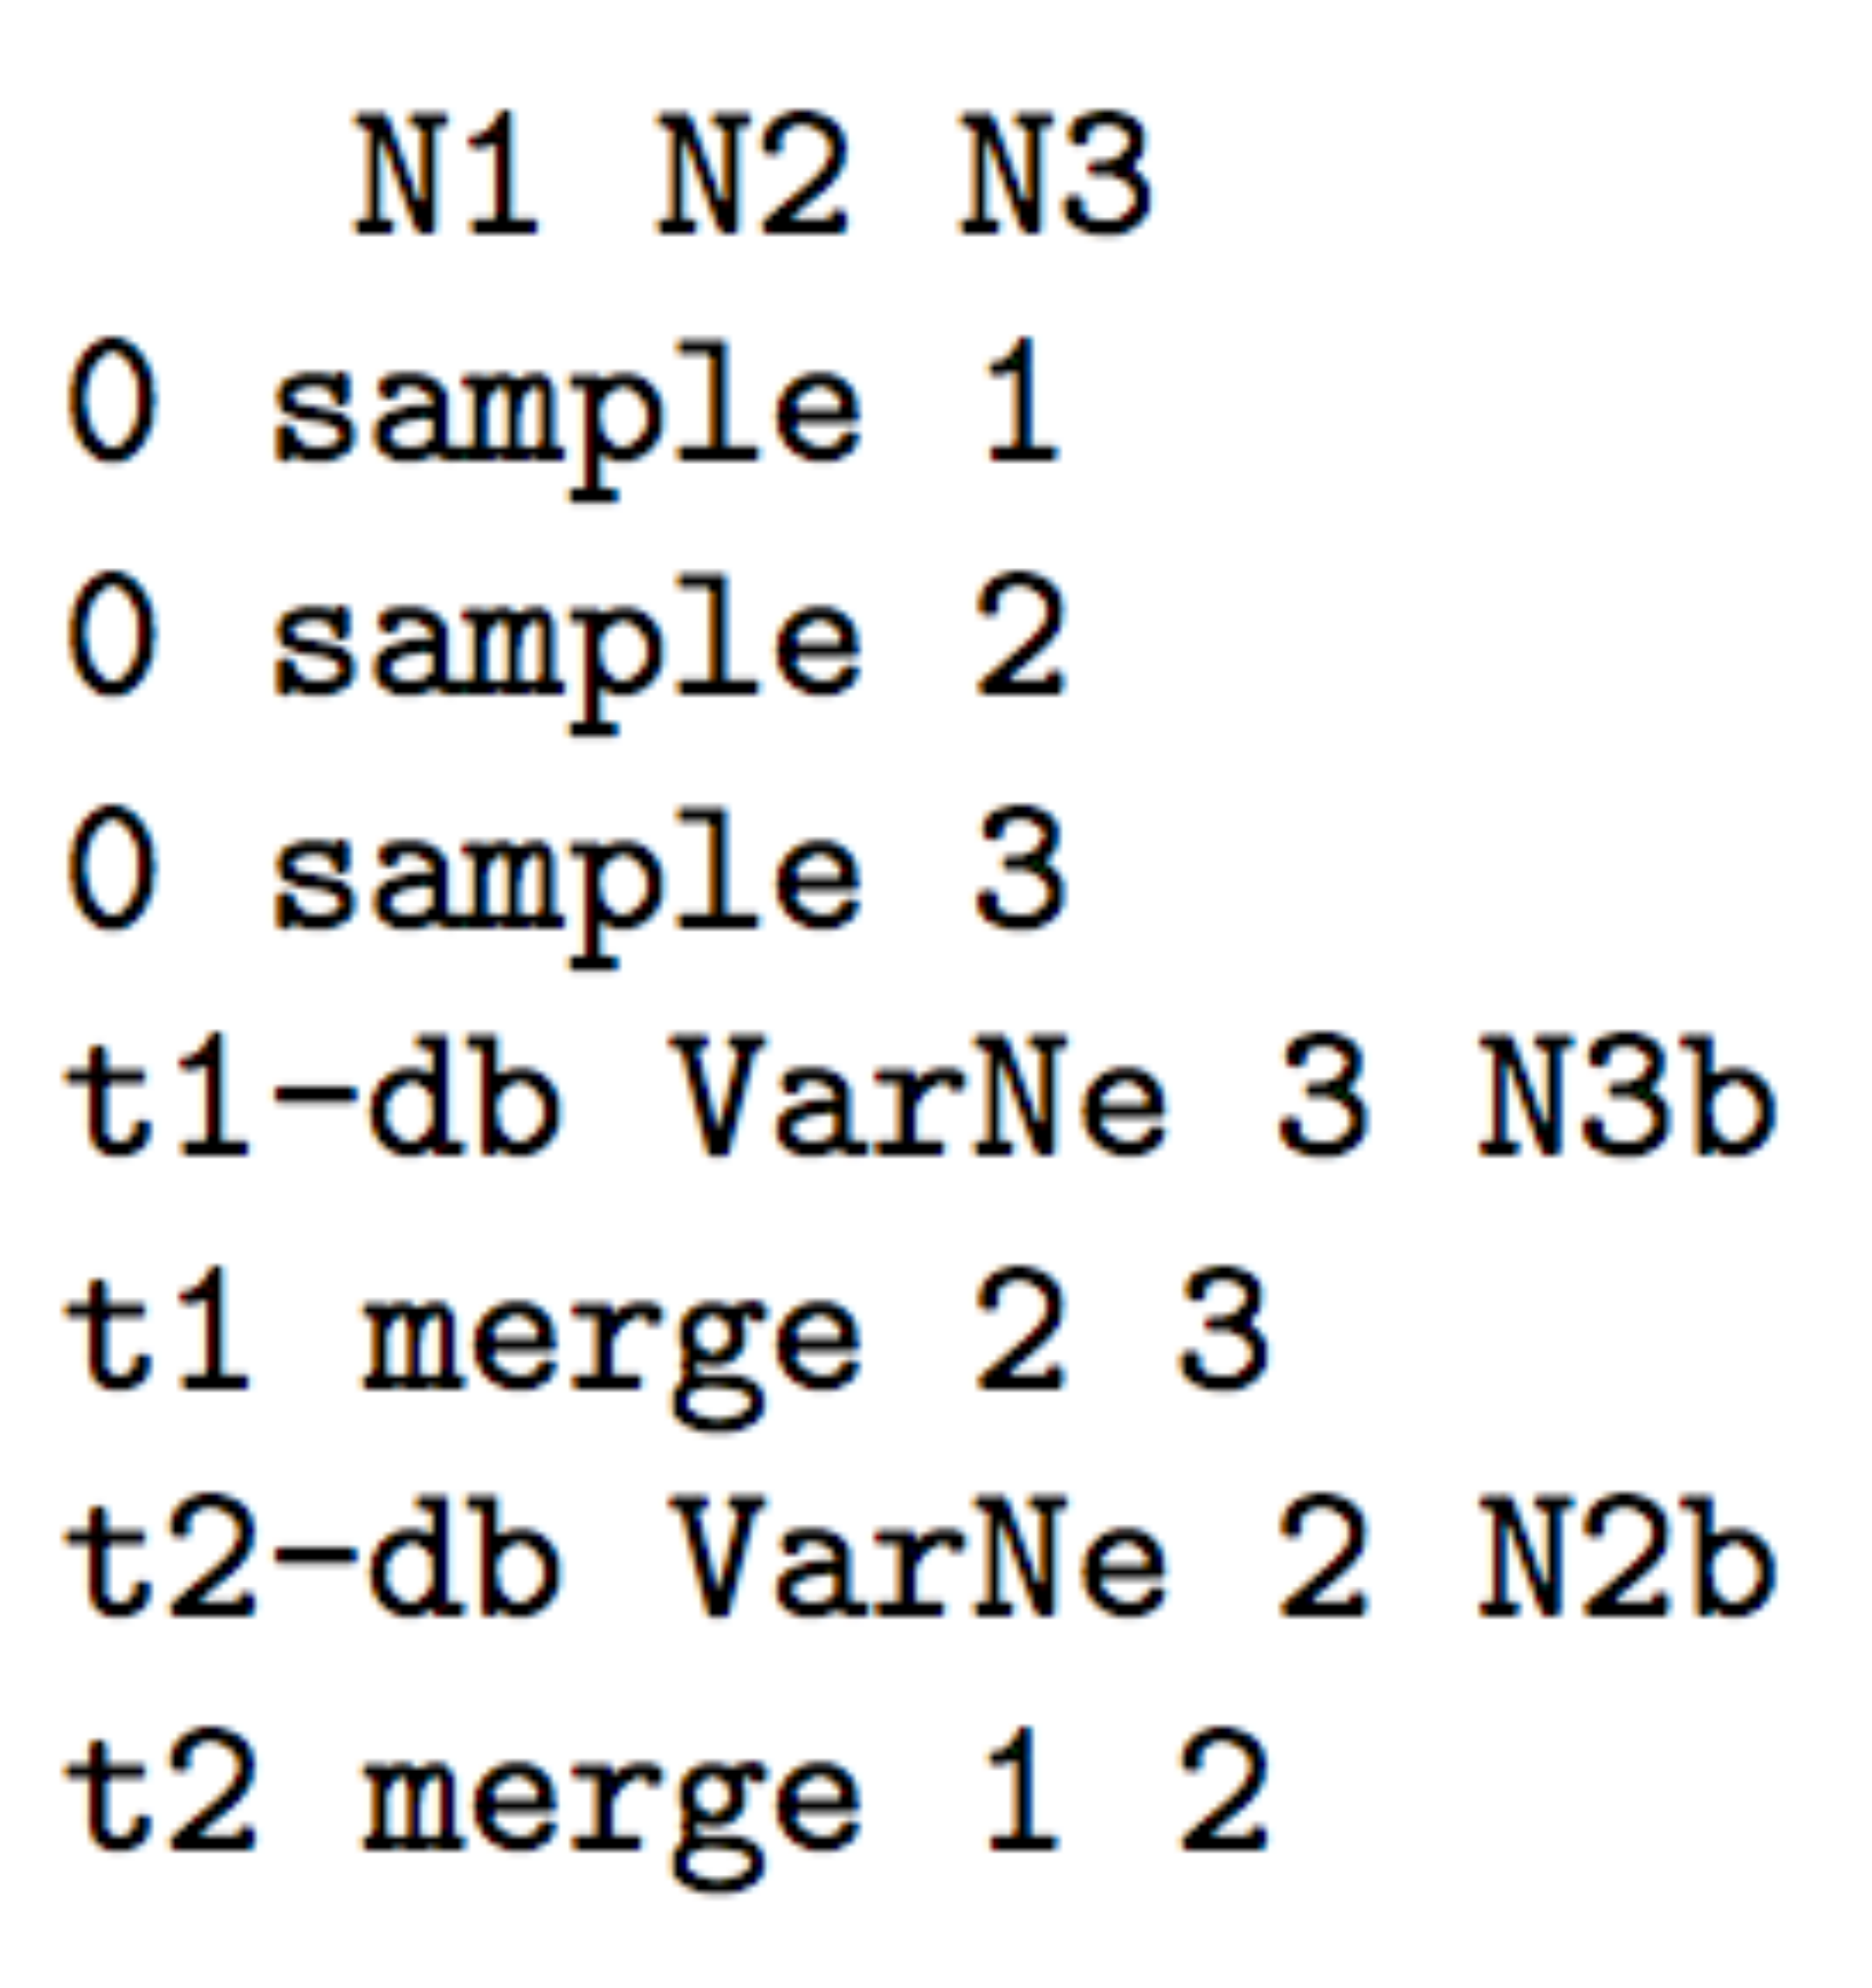 N1 N2 N3
0 sample 1
0 sample 2
0 sample 3
t1-db VarNe 3 N3b
t1 merge 2 3
t2-db VarNe 2 N2b
t2 merge 1 2